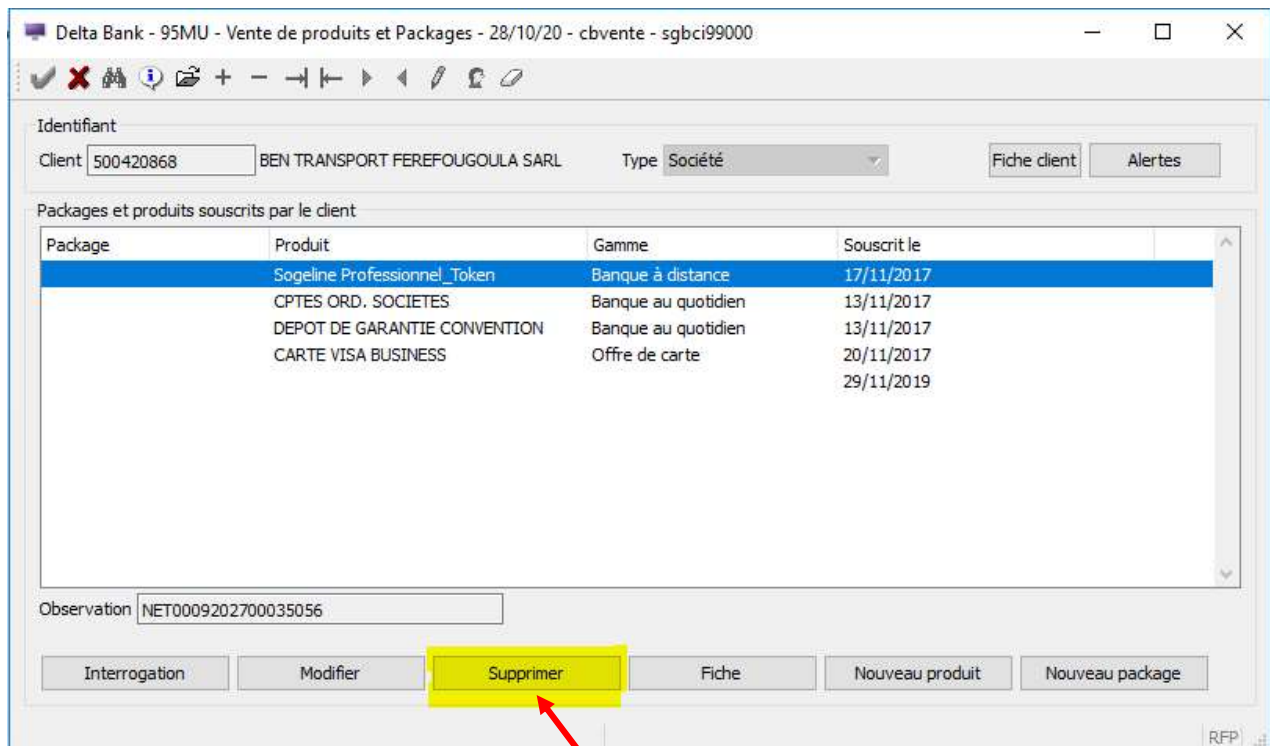 Delta Bank - 95MU - Vente de produits et Packages - 28/10/20 - cbvente - sgbci99000
Identifiant
Client 500420868 BEN TRANSPORT FEREFOUGOULA SARL Type Société Fiche client Alertes
Packages et produits souscrits par le client
Package Produit Gamme Souscrit le
Sogeline Professionnel_Token Banque à distance 17/11/2017
CPTES ORD. SOCIETES Banque au quotidien 13/11/2017
DEPOT DE GARANTIE CONVENTION Banque au quotidien 13/11/2017
CARTE VISA BUSINESS Offre de carte 20/11/2017
29/11/2019
Observation NET0009202700035056
Interrogation Modifier Supprimer Fiche Nouveau produit Nouveau package
RFP